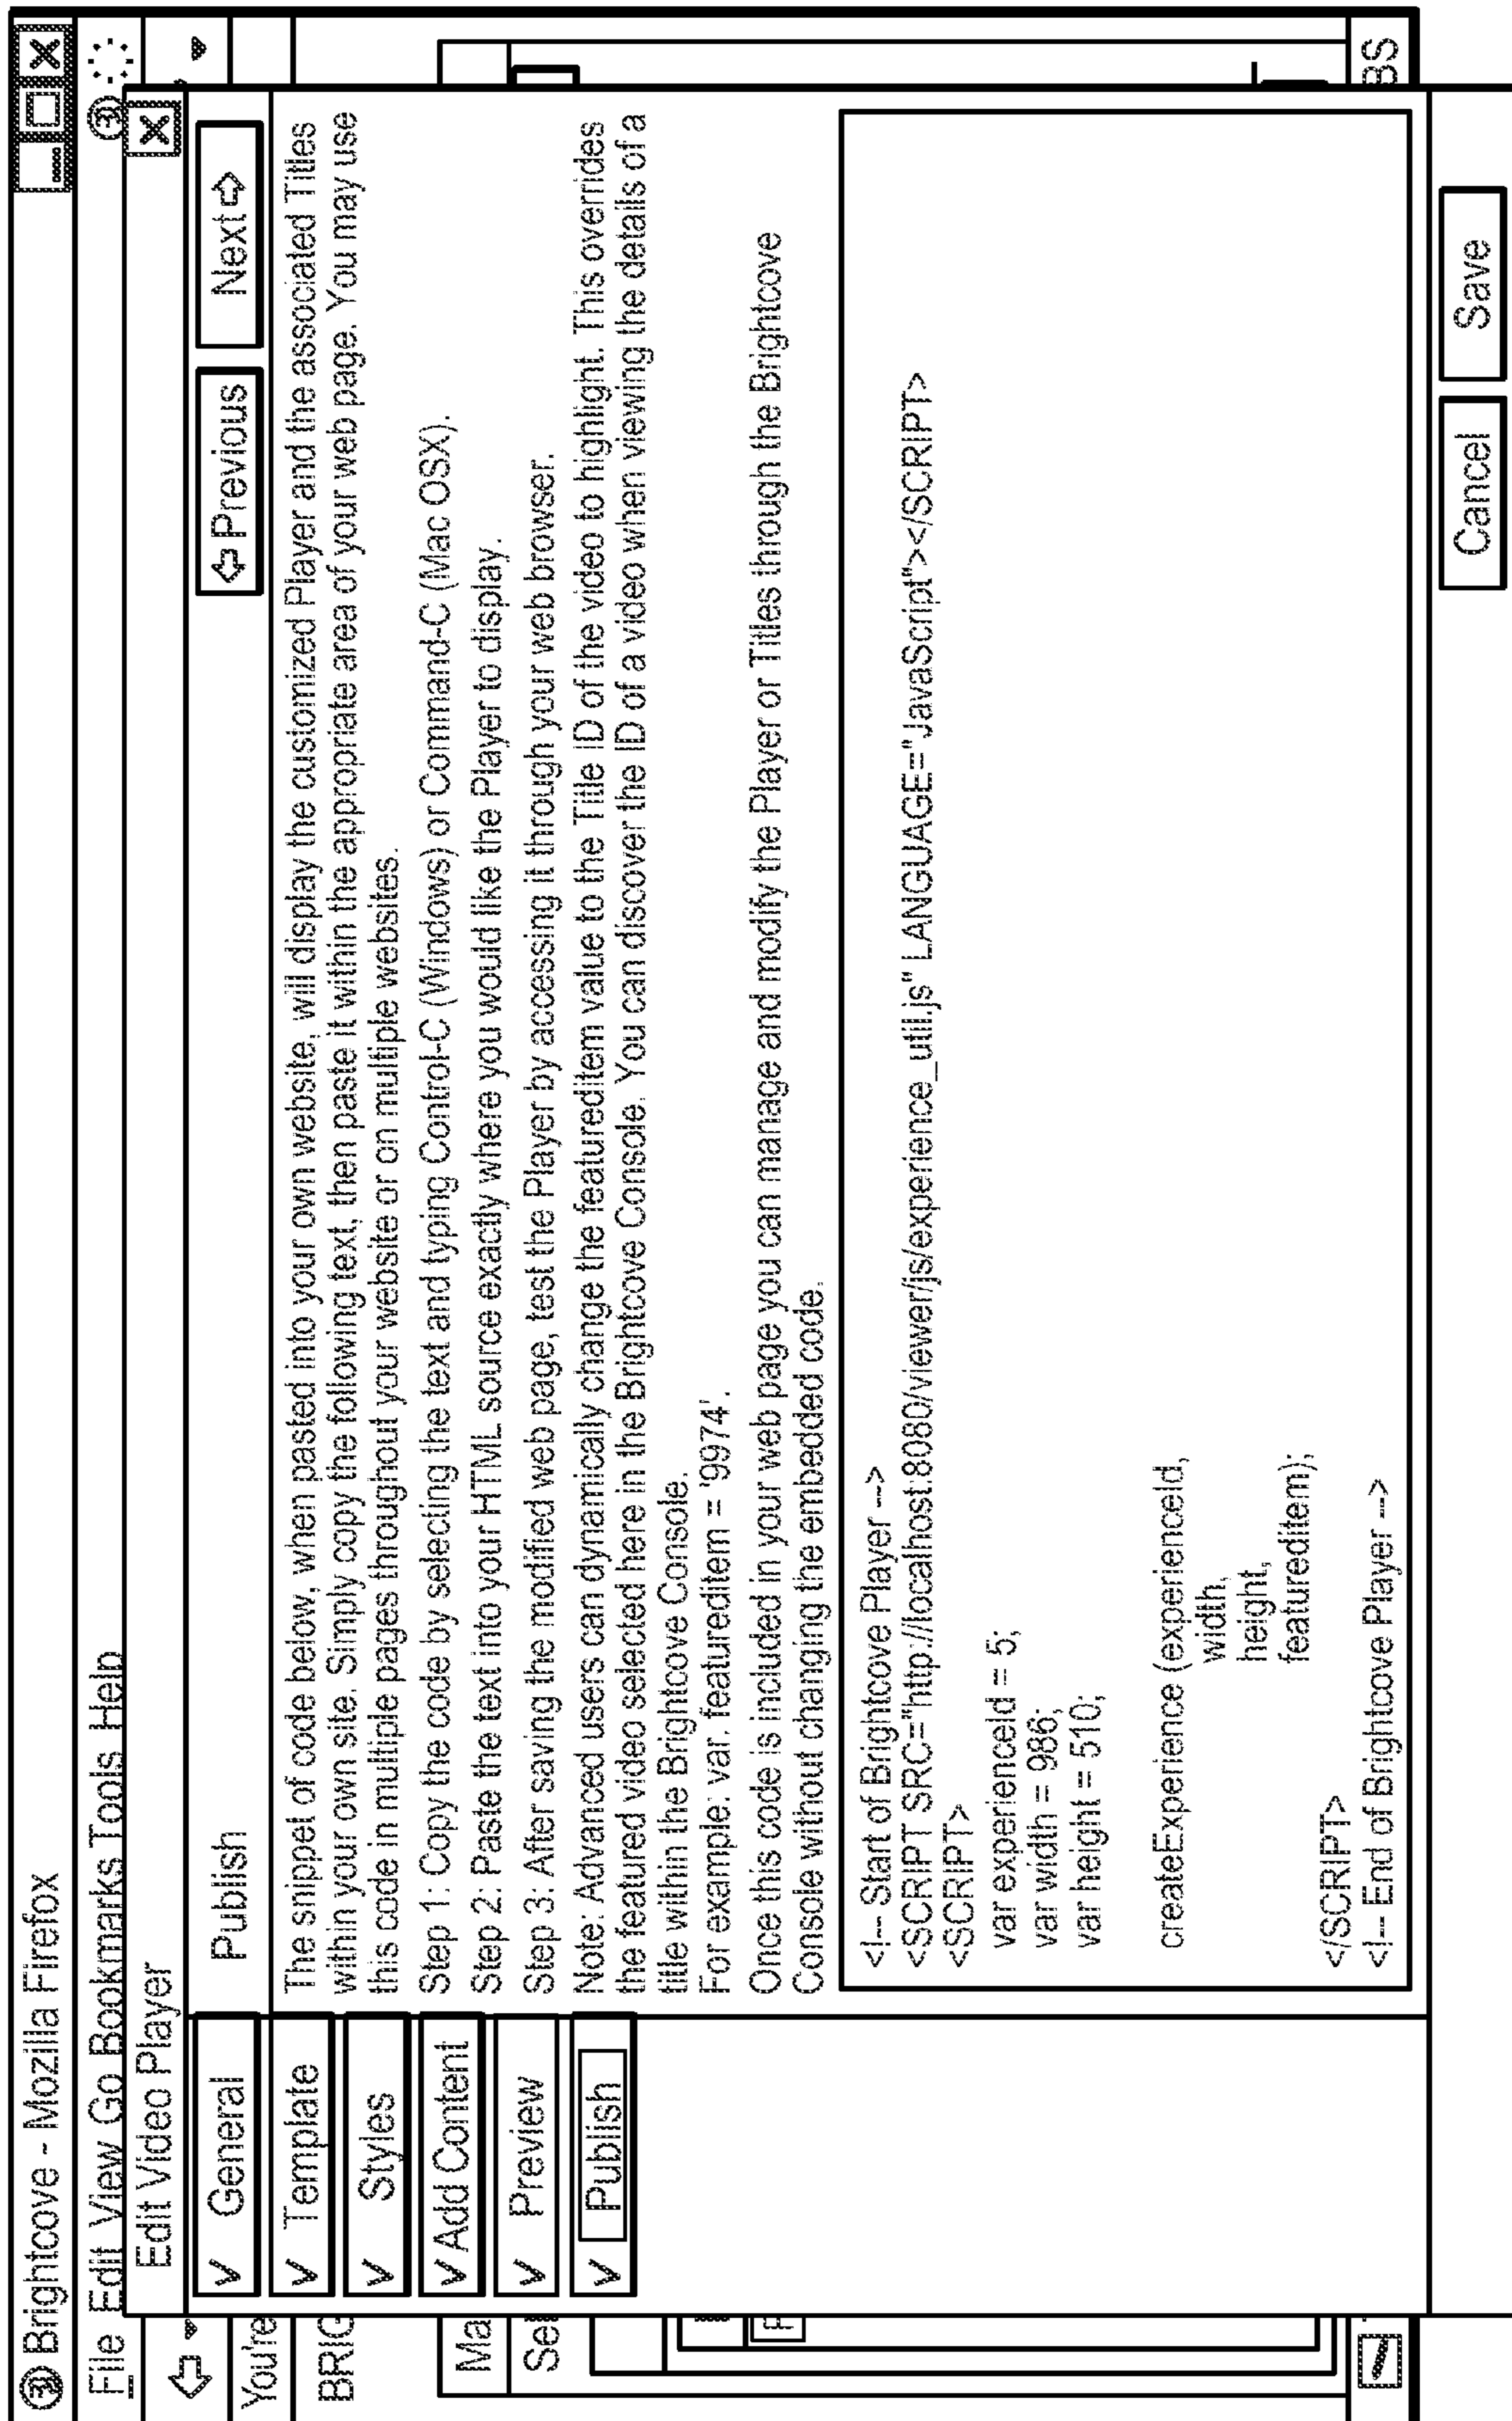 Brightcove - Mozilla Firefox
File Edit View Go Bookmarks Tools Help
Edit Video Player
You're
BRIG
Ma
Sel
BS
General
Template
Styles
Add Content
Preview
Publish
Publish
Previous
Next
The snippet of code below, when pasted into your own website, will display the customized Player and the associated Titles
within your own site. Simply copy the following text, then paste it within the appropriate area of your web page. You may use
this code in multiple pages throughout your website or on multiple websites.
Step 1: Copy the code by selecting the text and typing Control-C (Windows) or Command-C (Mac OSX).
Step 2: Paste the text into your HTML source exactly where you would like the Player to display.
Step 3: After saving the modified web page, test the Player by accessing it through your web browser.
Note: Advanced users can dynamically change the featureditem value to the Title ID of the video to highlight. This overrides
the featured video selected here in the Brightcove Console. You can discover the ID of a video when viewing the details of a
title within the Brightcove Console.
For example: var. featureditem = '9974'.
Once this code is included in your web page you can manage and modify the Player or Titles through the Brightcove
Console without changing the embedded code.
<!-- Start of Brightcove Player -->
<SCRIPT SRC="http://localhost:8080/viewer/js/experience_util.js" LANGUAGE="JavaScript"></SCRIPT>
<SCRIPT>
var experienceId = 5;
var width = 986;
var height = 510;
createExperience (experienceId,
width,
height,
featureditem);
</SCRIPT>
<!-- End of Brightcove Player -->
Cancel
Save